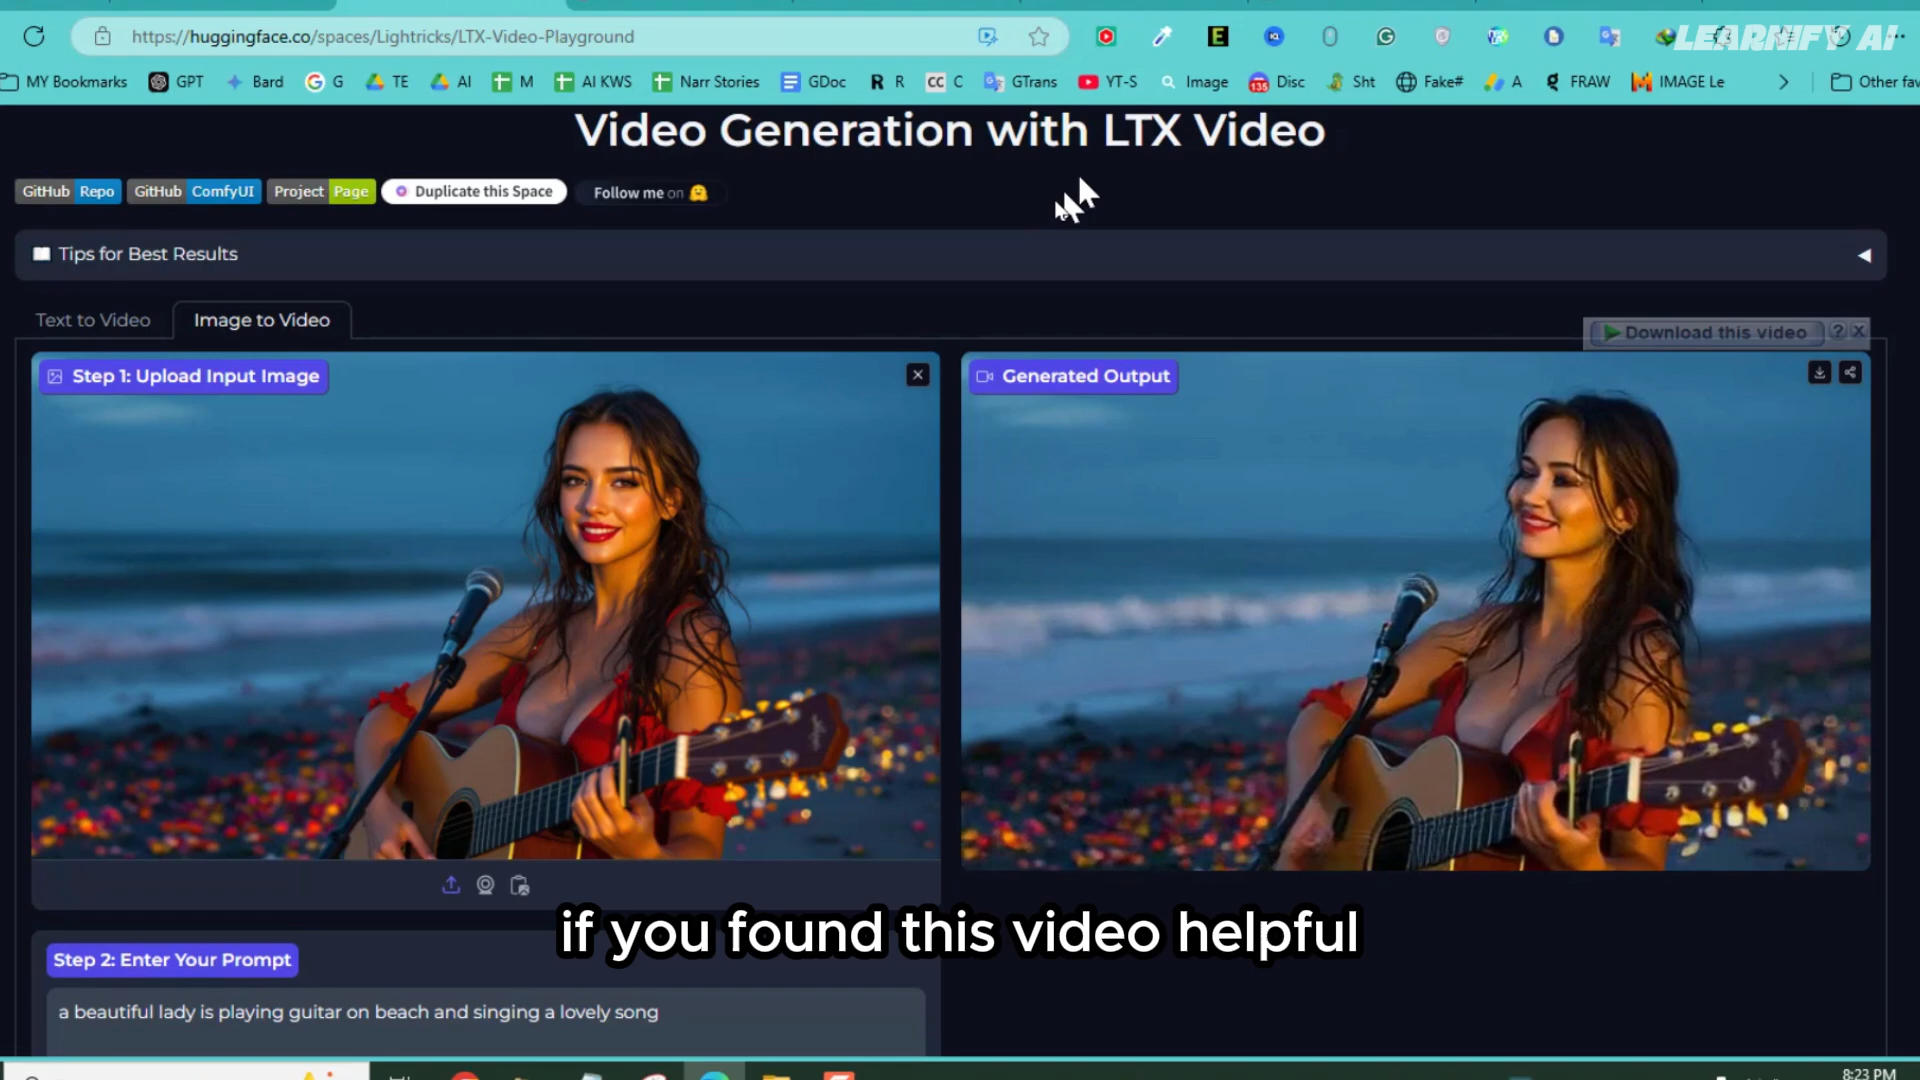 https://huggingface.co/spaces/Lightricks/LTX-Video-Playground
LEARNIFY AI
MY Bookmarks GPT Bard G TE AI M AI KWS Narr Stories GDoc R R CC C GTrans YT-S Image 135 Disc Sht Fake# A FRAW IMAGE Le Other fav
Video Generation with LTX Video
GitHub Repo GitHub ComfyUI Project Page Duplicate this Space Follow me on
Tips for Best Results
Text to Video Image to Video
Download this video ? X
Step 1: Upload Input Image
Generated Output
if you found this video helpful
Step 2: Enter Your Prompt
a beautiful lady is playing guitar on beach and singing a lovely song
8:23 PM